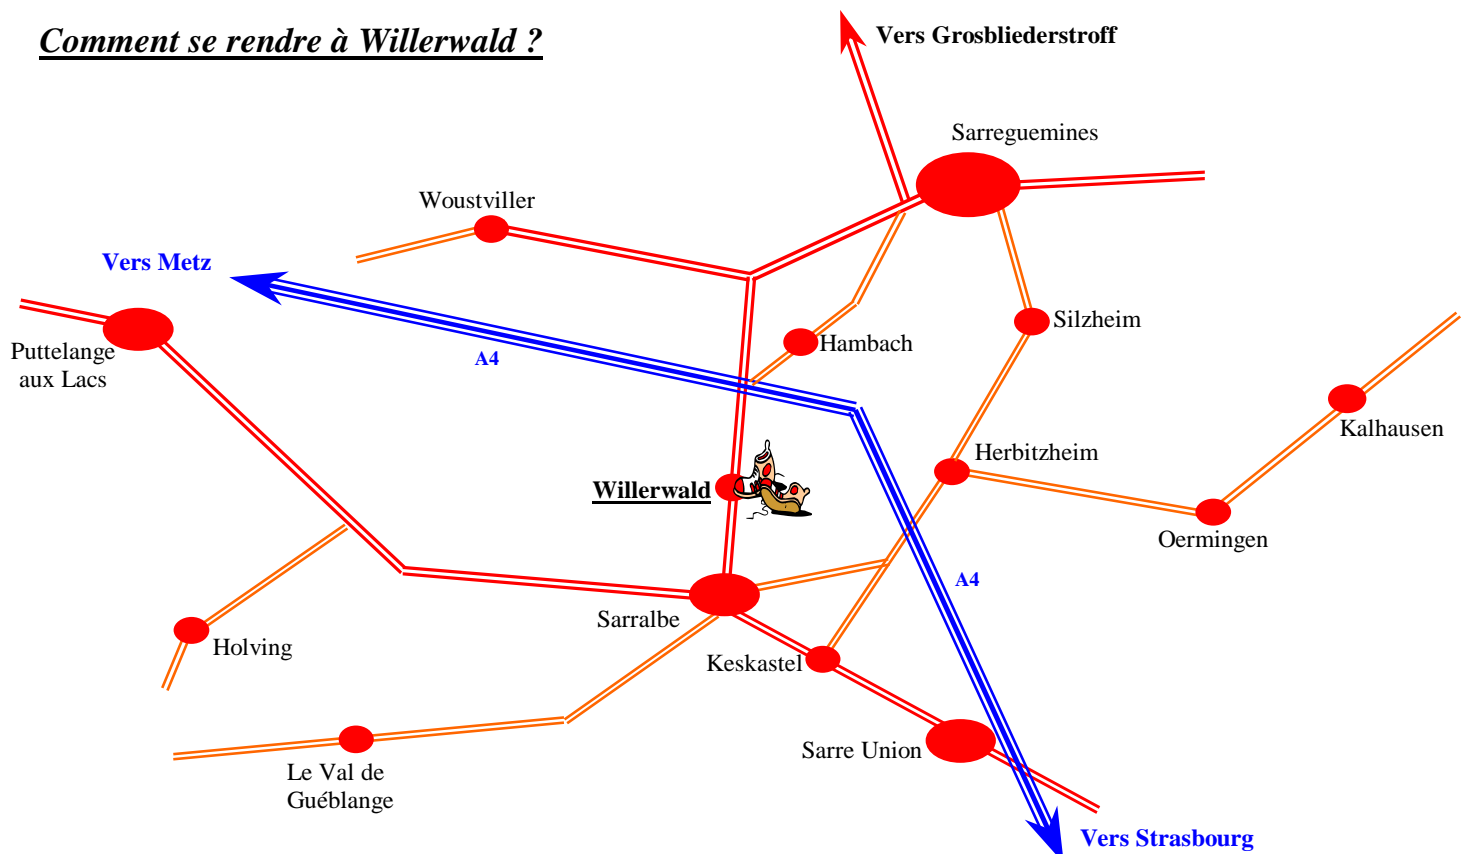 Comment se rendre à Willerwald ?
Vers Grosbliederstroff
Sarreguemines
Woustviller
Vers Metz
Silzheim
Puttelange
aux Lacs
Hambach
A4
Kalhausen
Herbitzheim
Willerwald
Oermingen
A4
Sarralbe
Holving
Keskastel
Sarre Union
Le Val de
Guéblange
Vers Strasbourg